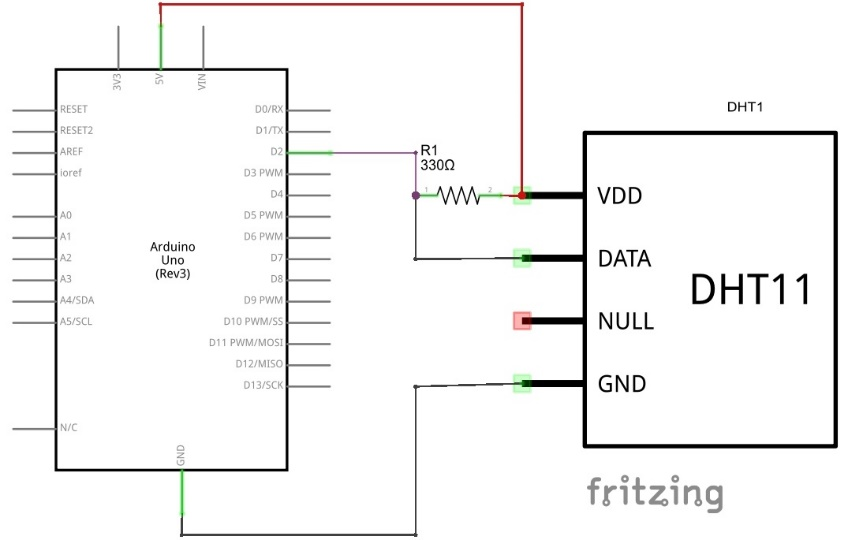 3V3
5V
VIN
RESET
RESET2
AREF
ioref
A0
A1
A2
A3
A4/SDA
A5/SCL
N/C
Arduino
Uno
(Rev3)
D0/RX
D1/TX
D2
D3 PWM
D4
D5 PWM
D6 PWM
D7
D8
D9 PWM
D10 PWM/SS
D11 PWM/MOSI
D12/MISO
D13/SCK
GND
R1
330Ω
1
2
DHT1
VDD
DATA
NULL
GND
DHT11
fritzing